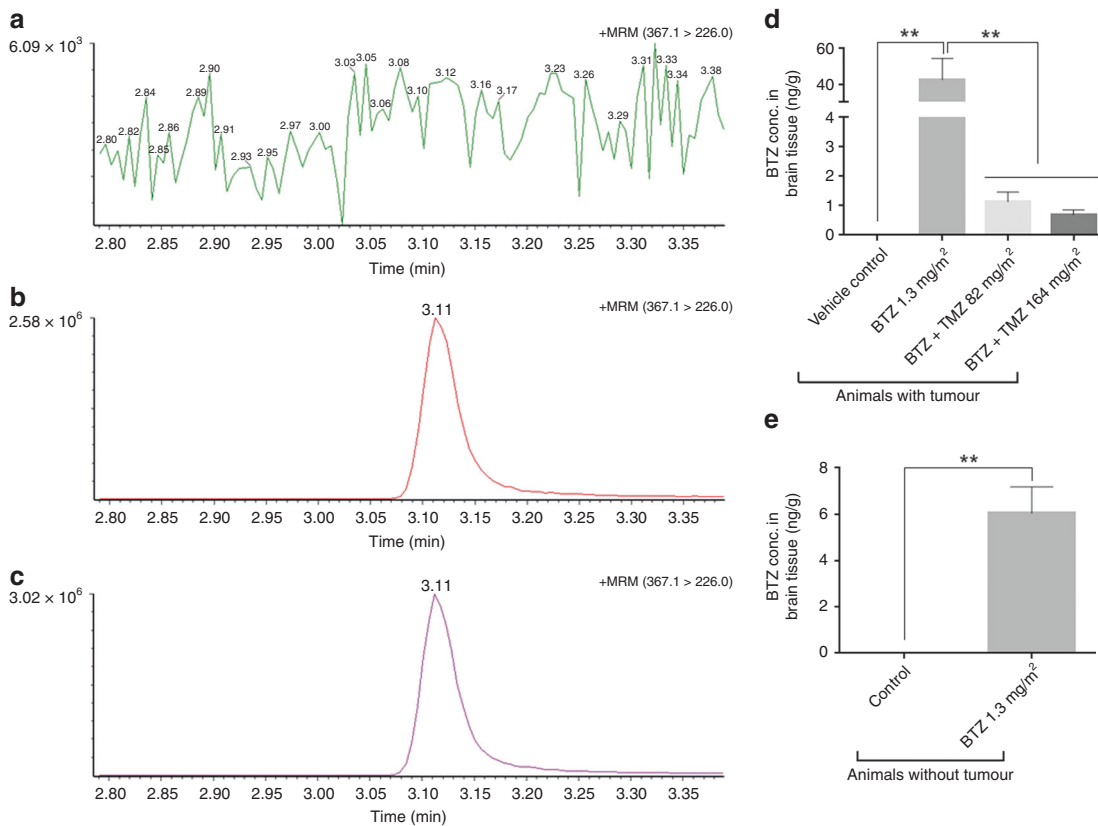 a
6.09 × 10³
+MRM (367.1 > 226.0)
2.80
2.82
2.84
2.85
2.86
2.89
2.90
2.91
2.93
2.95
2.97
3.00
3.03
3.05
3.06
3.08
3.10
3.12
3.16
3.17
3.23
3.26
3.29
3.31
3.33
3.34
3.38
2.80 2.85 2.90 2.95 3.00 3.05 3.10 3.15 3.20 3.25 3.30 3.35
Time (min)
b
2.58 × 10⁶
3.11
+MRM (367.1 > 226.0)
2.80 2.85 2.90 2.95 3.00 3.05 3.10 3.15 3.20 3.25 3.30 3.35
Time (min)
c
3.02 × 10⁶
3.11
+MRM (367.1 > 226.0)
2.80 2.85 2.90 2.95 3.00 3.05 3.10 3.15 3.20 3.25 3.30 3.35
Time (min)
d
BTZ conc. in
brain tissue (ng/g)
60
40
4
3
2
1
0
**
**
Vehicle control
BTZ 1.3 mg/m²
BTZ + TMZ 82 mg/m²
BTZ + TMZ 164 mg/m²
Animals with tumour
e
BTZ conc. in
brain tissue (ng/g)
8
6
4
2
0
**
Control
BTZ 1.3 mg/m²
Animals without tumour